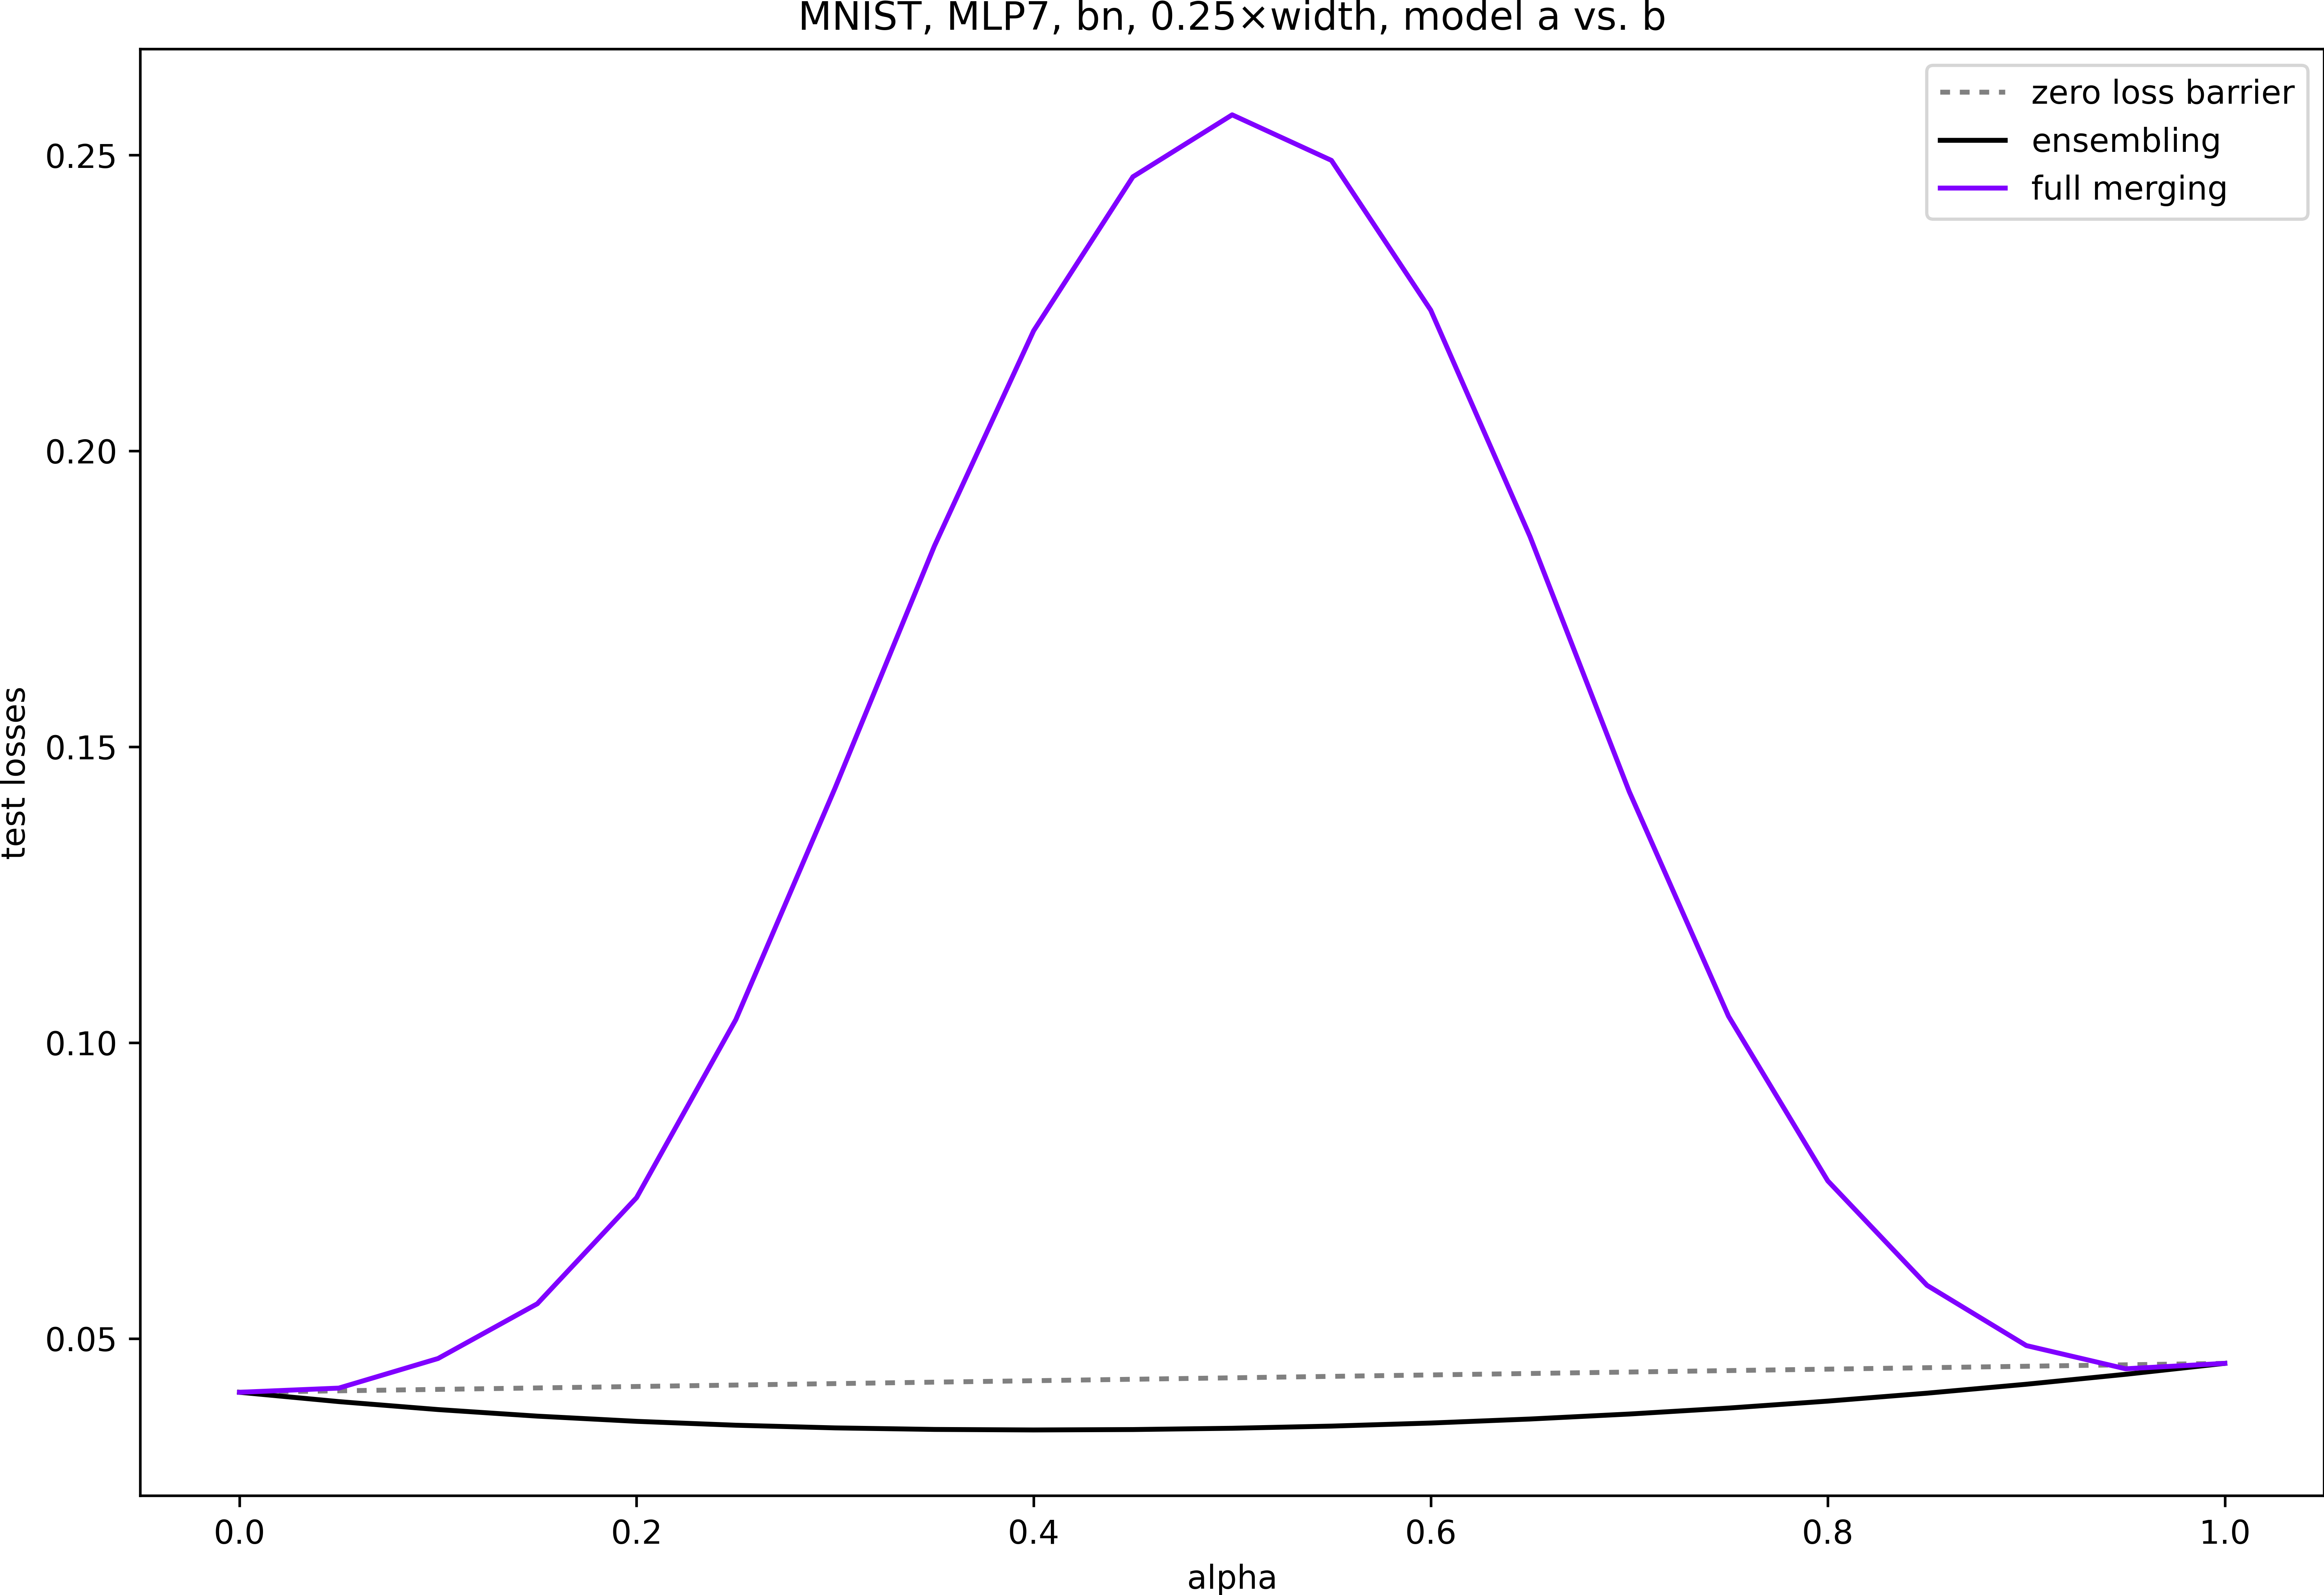 MNIST, MLP7, bn, 0.25×width, model a vs. b
zero loss barrier
ensembling
full merging
0.25
0.20
0.15
0.10
0.05
test losses
0.0 0.2 0.4 0.6 0.8 1.0
alpha